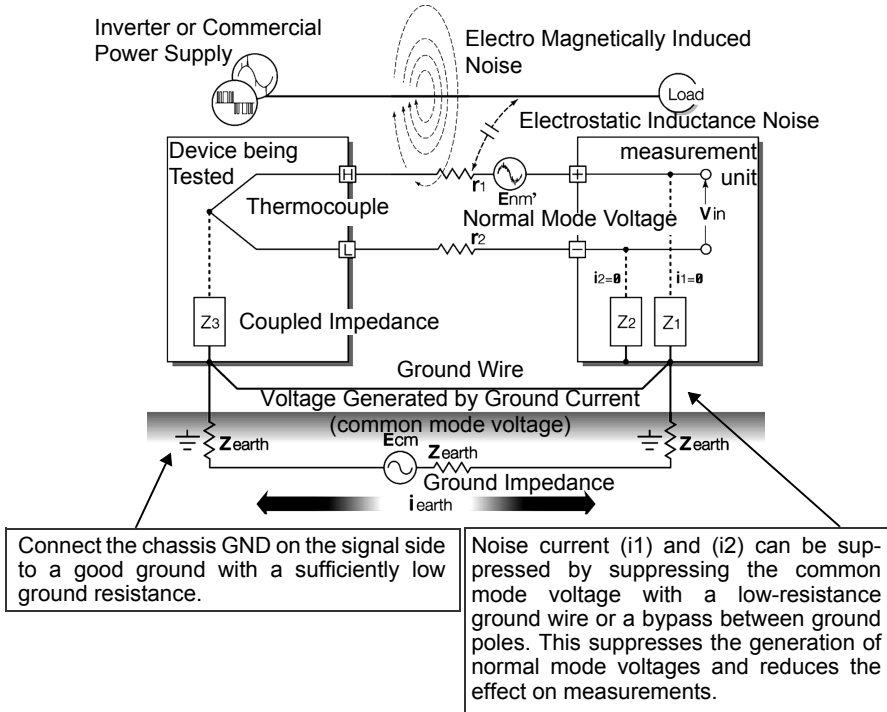 Inverter or Commercial
Power Supply
Electro Magnetically Induced
Noise
Load
Electrostatic Inductance Noise
Device being
Tested
measurement
unit
H
r1
Enm'
+
Thermocouple
Normal Mode Voltage
Vin
L
r2
−
i2=0
i1=0
Z3
Coupled Impedance
Z2
Z1
Ground Wire
Voltage Generated by Ground Current
(common mode voltage)
Zearth
Ecm
Zearth
Zearth
Ground Impedance
iearth
Connect the chassis GND on the signal side
to a good ground with a sufficiently low
ground resistance.
Noise current (i1) and (i2) can be sup-
pressed by suppressing the common
mode voltage with a low-resistance
ground wire or a bypass between ground
poles. This suppresses the generation of
normal mode voltages and reduces the
effect on measurements.